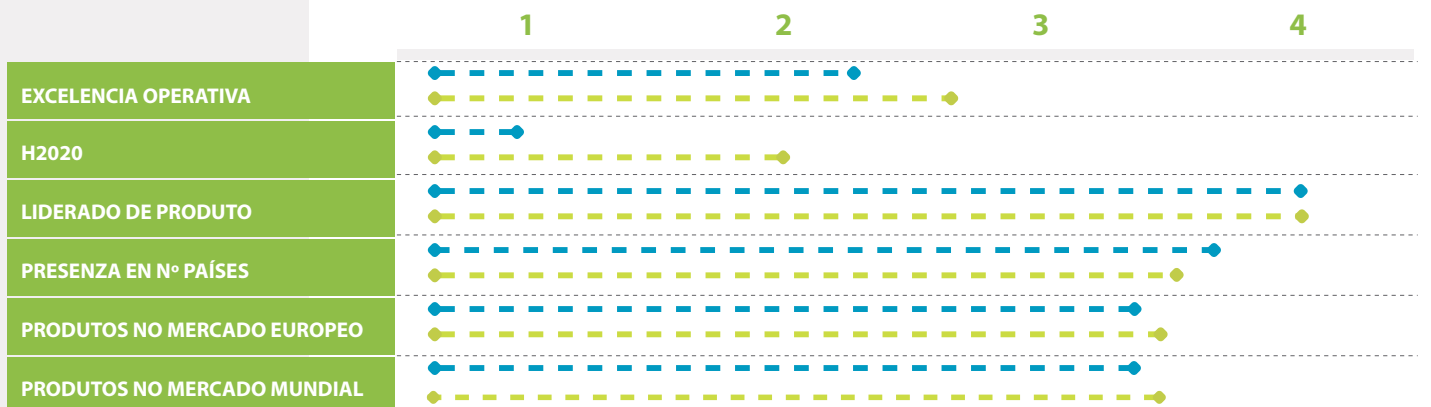 1 2 3 4
EXCELENCIA OPERATIVA
H2020
LIDERADO DE PRODUTO
PRESENZA EN Nº PAÍSES
PRODUTOS NO MERCADO EUROPEO
PRODUTOS NO MERCADO MUNDIAL